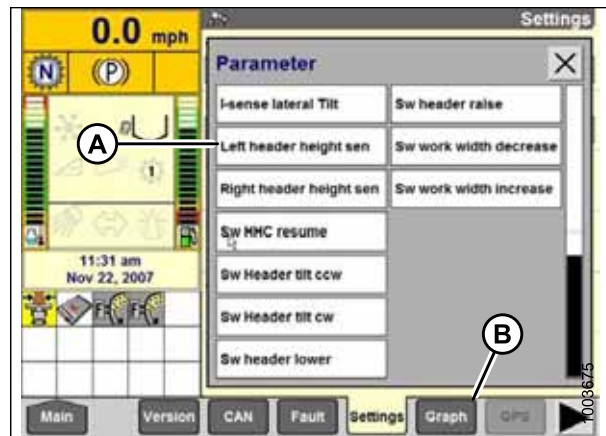 0.0 mph
Settings
N
(P)
Parameter
I-sense lateral Tilt
Sw header raise
A
Left header height sen
Sw work width decrease
1
Right header height sen
Sw work width increase
Sw HHC resume
11:31 am
Nov 22, 2007
Sw Header tilt ccw
Sw Header tilt cw
B
Sw header lower
Main
Version
CAN
Fault
Settings
Graph
GPS
1003675